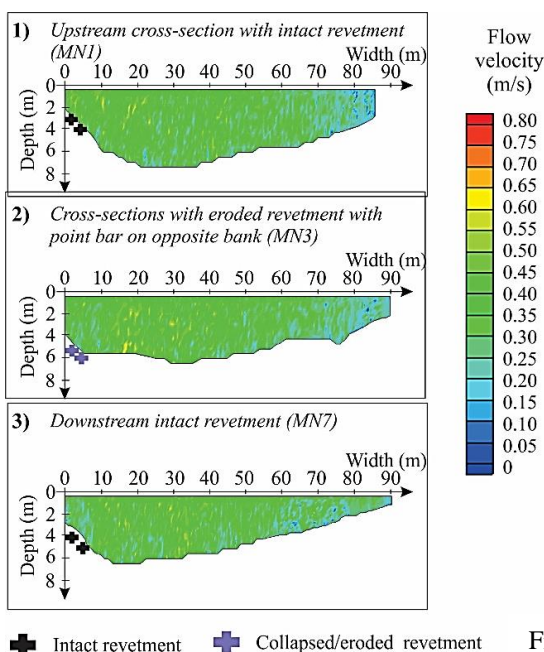 1) Upstream cross-section with intact revetment
(MN1)
Width (m)
0 10 20 30 40 50 60 70 80 90
Depth (m)
0
2
4
6
8
2) Cross-sections with eroded revetment with
point bar on opposite bank (MN3)
Width (m)
0 10 20 30 40 50 60 70 80 90
Depth (m)
0
2
4
6
8
3) Downstream intact revetment (MN7)
Width (m)
0 10 20 30 40 50 60 70 80 90
Depth (m)
0
2
4
6
8
Flow
velocity
(m/s)
0.80
0.75
0.70
0.65
0.60
0.55
0.50
0.45
0.40
0.35
0.30
0.25
0.20
0.15
0.10
0.05
0
Intact revetment
Collapsed/eroded revetment
F